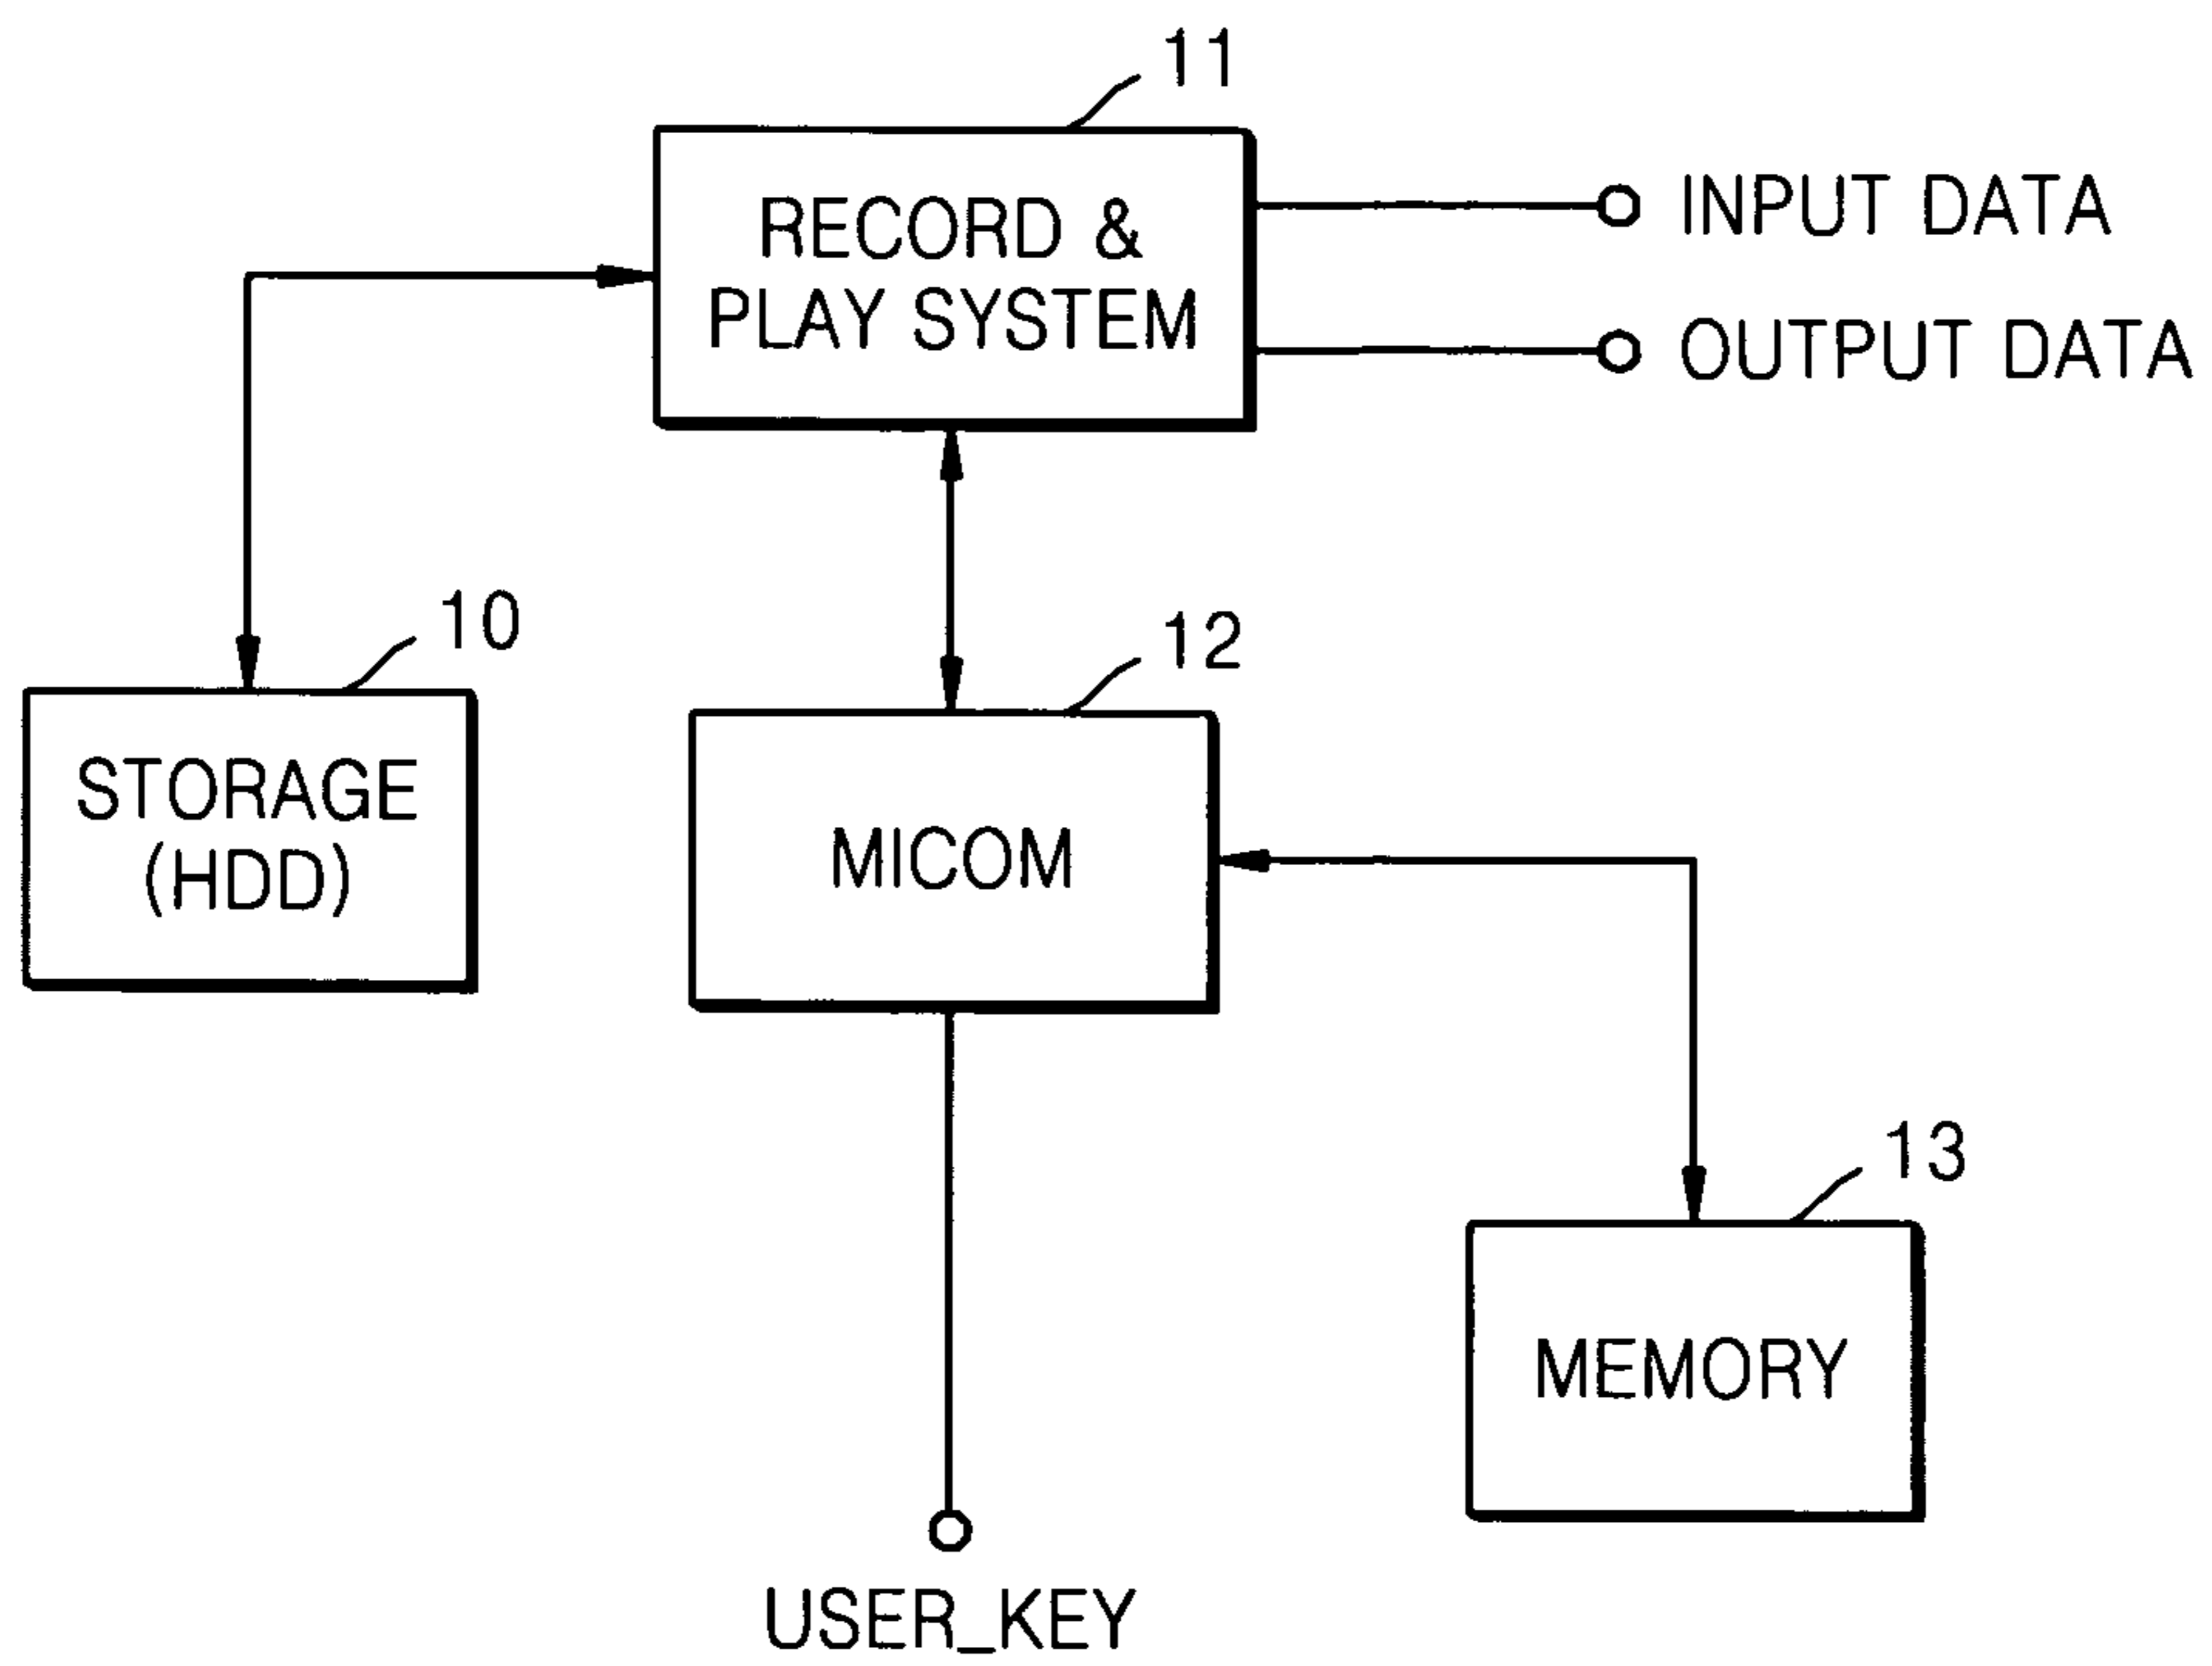 11
RECORD &
PLAY SYSTEM
INPUT DATA
OUTPUT DATA
10
STORAGE
(HDD)
12
MICOM
13
MEMORY
USER_KEY